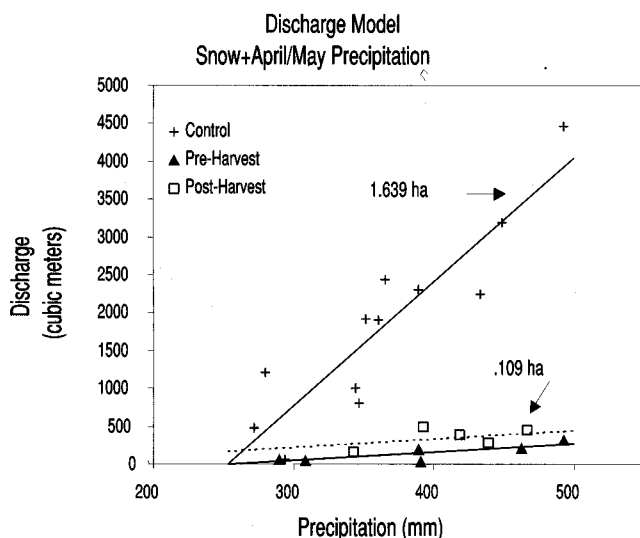 Discharge Model
Snow+April/May Precipitation
5000
4500
4000
3500
3000
2500
2000
1500
1000
500
0
Discharge
(cubic meters)
Control
Pre-Harvest
Post-Harvest
1.639 ha
.109 ha
200
300
400
500
Precipitation (mm)